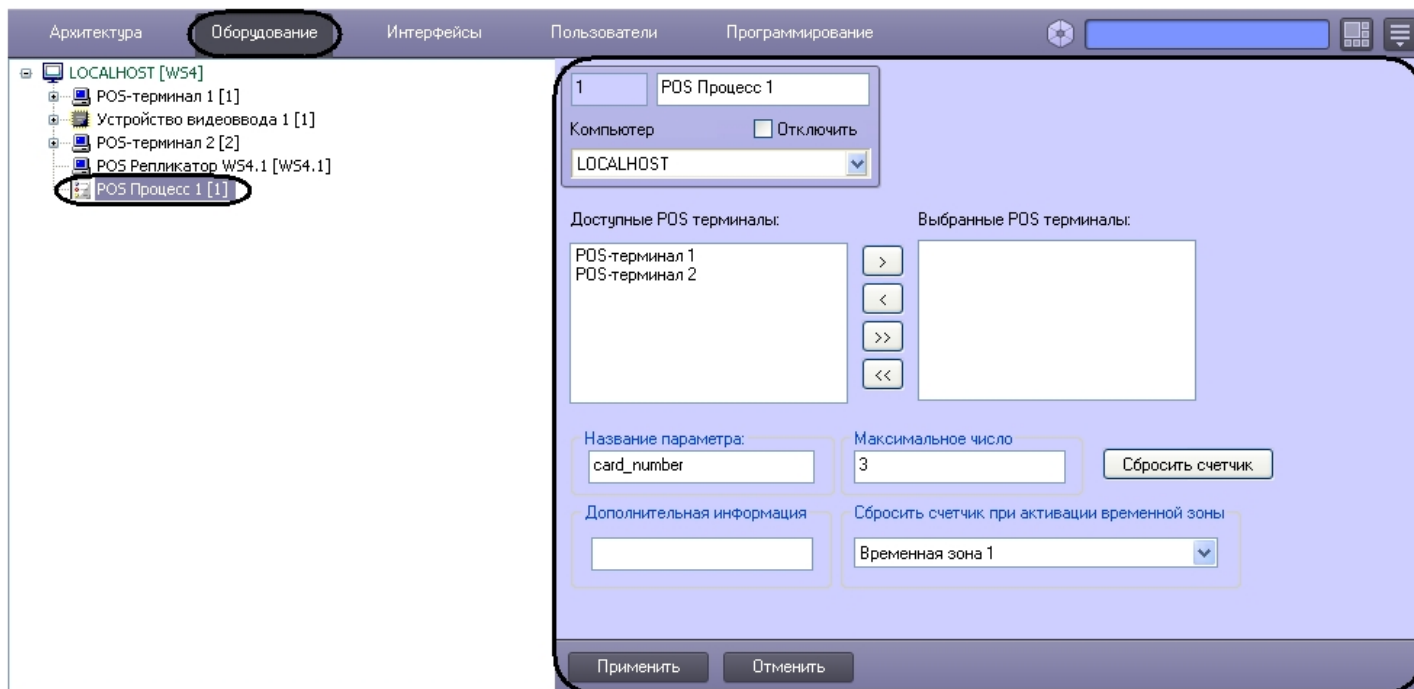 Архитектура Оборудование Интерфейсы Пользователи Программирование
LOCALHOST [WS4]
POS-терминал 1 [1]
Устройство видеоввода 1 [1]
POS-терминал 2 [2]
POS Репликатор WS4.1 [WS4.1]
POS Процесс 1 [1]
1 POS Процесс 1
Компьютер Отключить
LOCALHOST
Доступные POS терминалы: Выбранные POS терминалы:
POS-терминал 1
POS-терминал 2
>
<
>>
<<
Название параметра: Максимальное число
card_number 3 Сбросить счетчик
Дополнительная информация Сбросить счетчик при активации временной зоны
Временная зона 1
Применить Отменить